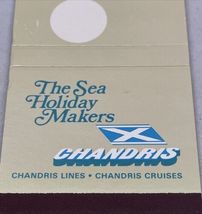 The Sea
Holiday
Makers
X
CHANDRIS
CHANDRIS LINES • CHANDRIS CRUISES